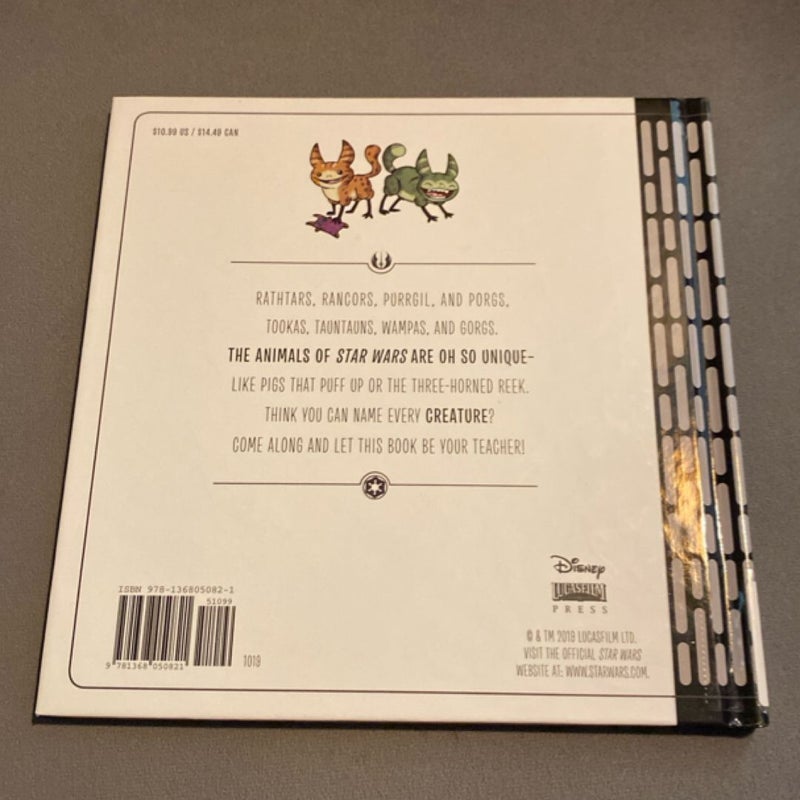 $10.99 US / $14.49 CAN
RATHTARS, RANCORS, PURRGIL, AND PORGS,
TOOKAS, TAUNTAUNS, WAMPAS, AND GORGS.
THE ANIMALS OF STAR WARS ARE OH SO UNIQUE–
LIKE PIGS THAT PUFF UP OR THE THREE-HORNED REEK.
THINK YOU CAN NAME EVERY CREATURE?
COME ALONG AND LET THIS BOOK BE YOUR TEACHER!
ISBN 978-136805082-1
51099
9 781368 050821
1019
Disney
LUCASFILM
PRESS
© & TM 2019 LUCASFILM LTD.
VISIT THE OFFICIAL STAR WARS
WEBSITE AT: WWW.STARWARS.COM.